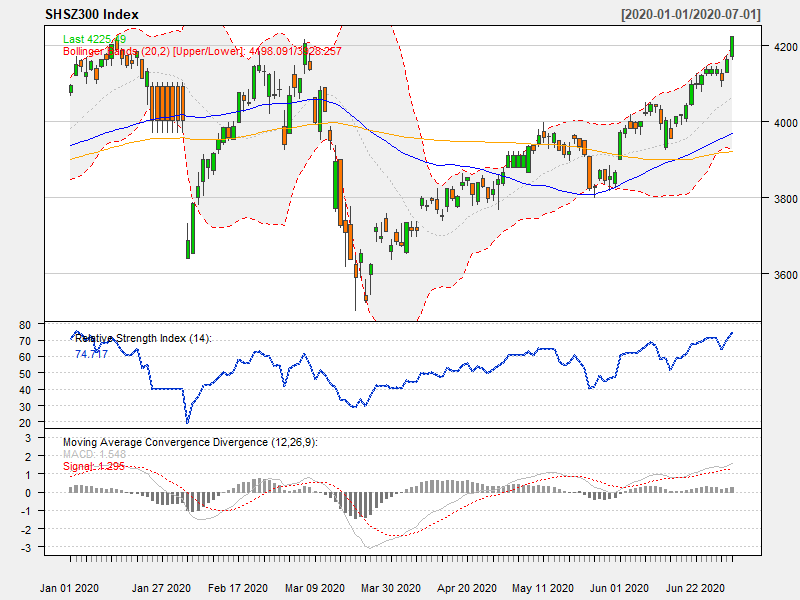 SHSZ300 Index
[2020-01-01/2020-07-01]
Last 4225.49
Bollinger Bands (20,2) [Upper/Lower]: 4198.091/3928.257
4200
4000
3800
3600
Relative Strength Index (14):
74.717
80
70
60
50
40
30
20
Moving Average Convergence Divergence (12,26,9):
MACD: 1.548
Signal: 1.295
3
2
1
0
-1
-2
-3
Jan 01 2020 Jan 27 2020 Feb 17 2020 Mar 09 2020 Mar 30 2020 Apr 20 2020 May 11 2020 Jun 01 2020 Jun 22 2020